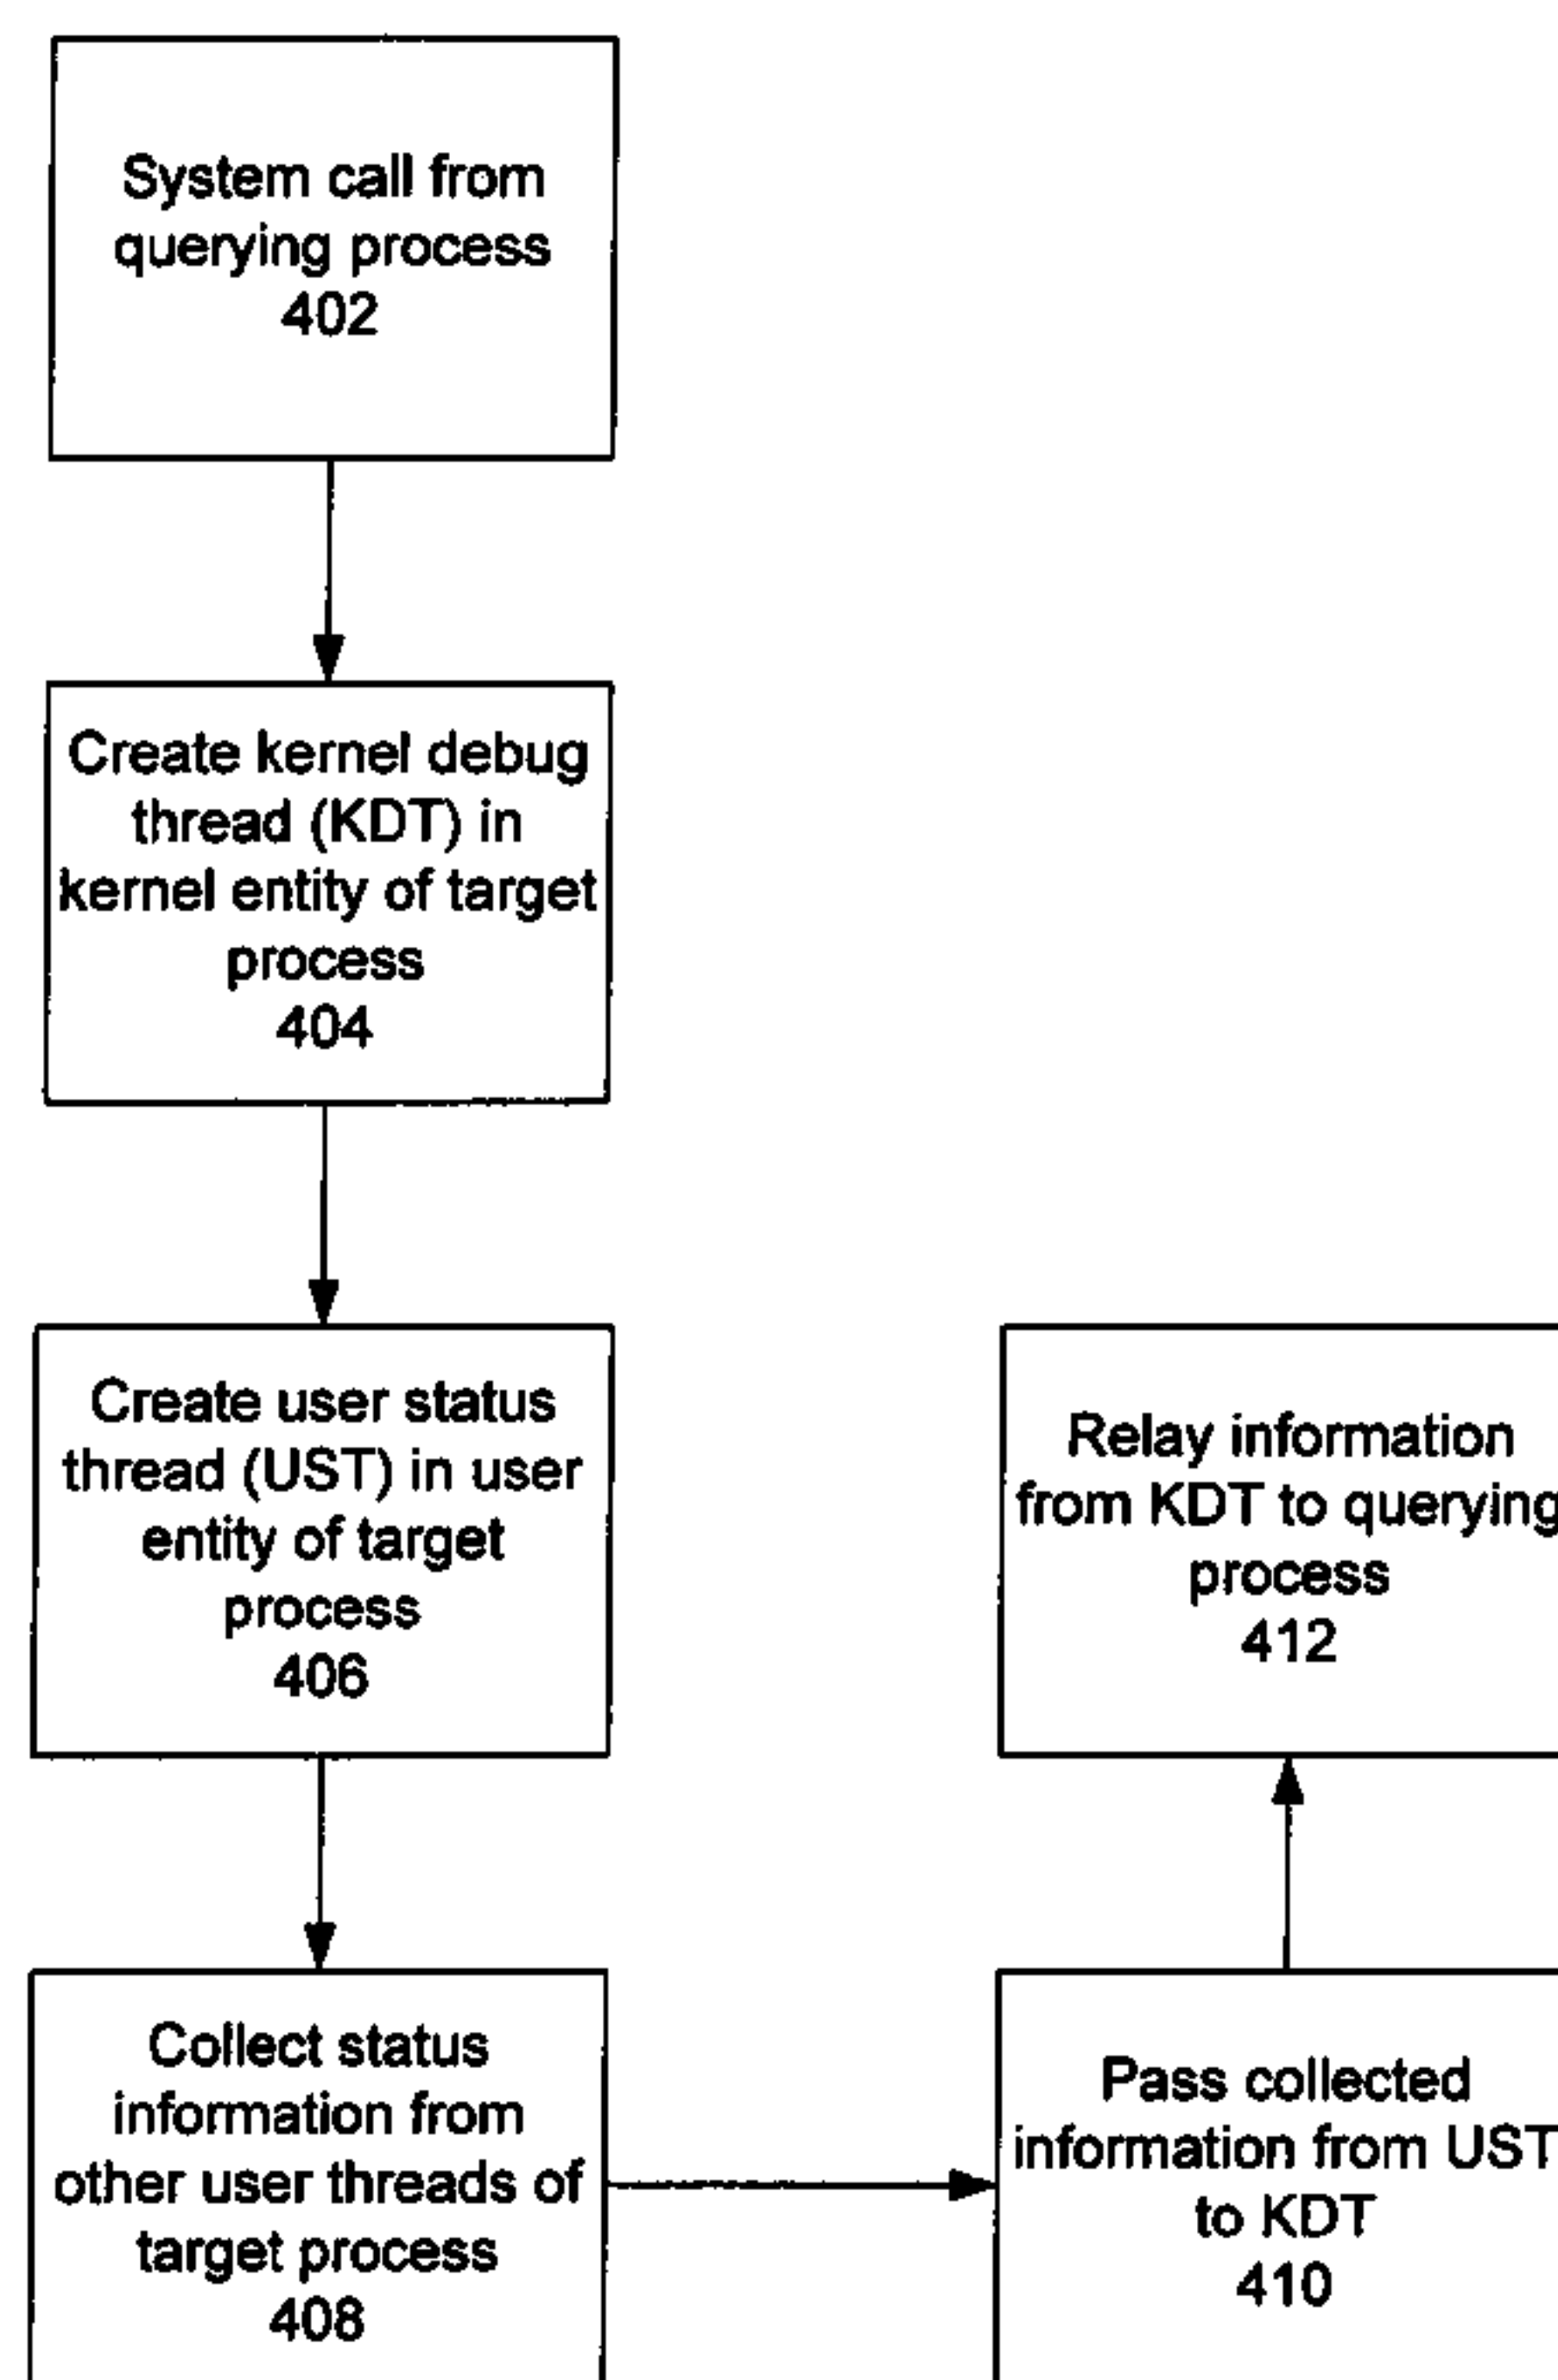 System call from
querying process
402
Create kernel debug
thread (KDT) in
kernel entity of target
process
404
Create user status
thread (UST) in user
entity of target
process
406
Collect status
information from
other user threads of
target process
408
Pass collected
information from UST
to KDT
410
Relay information
from KDT to querying
process
412